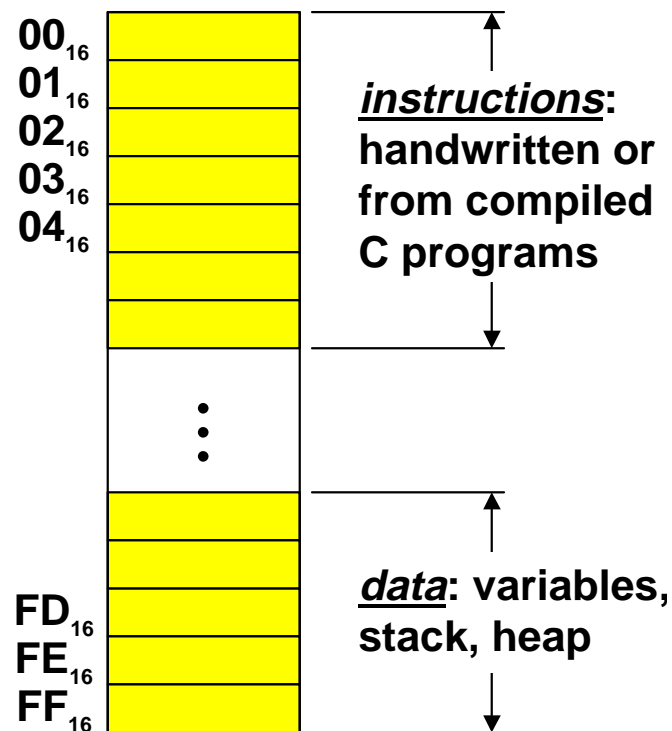 00₁₆
01₁₆
02₁₆
03₁₆
04₁₆
instructions:
handwritten or
from compiled
C programs
data: variables,
stack, heap
FD₁₆
FE₁₆
FF₁₆